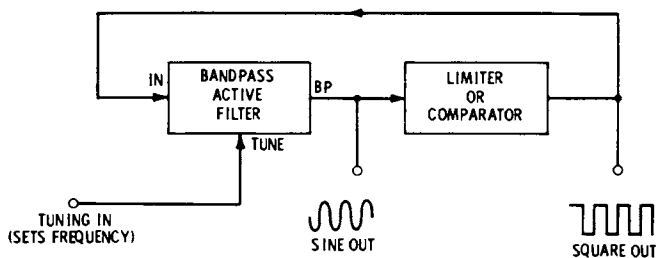 IN
BANDPASS
ACTIVE
FILTER
BP
LIMITER
OR
COMPARATOR
TUNE
TUNING IN
(SETS FREQUENCY)
SINE OUT
SQUARE OUT